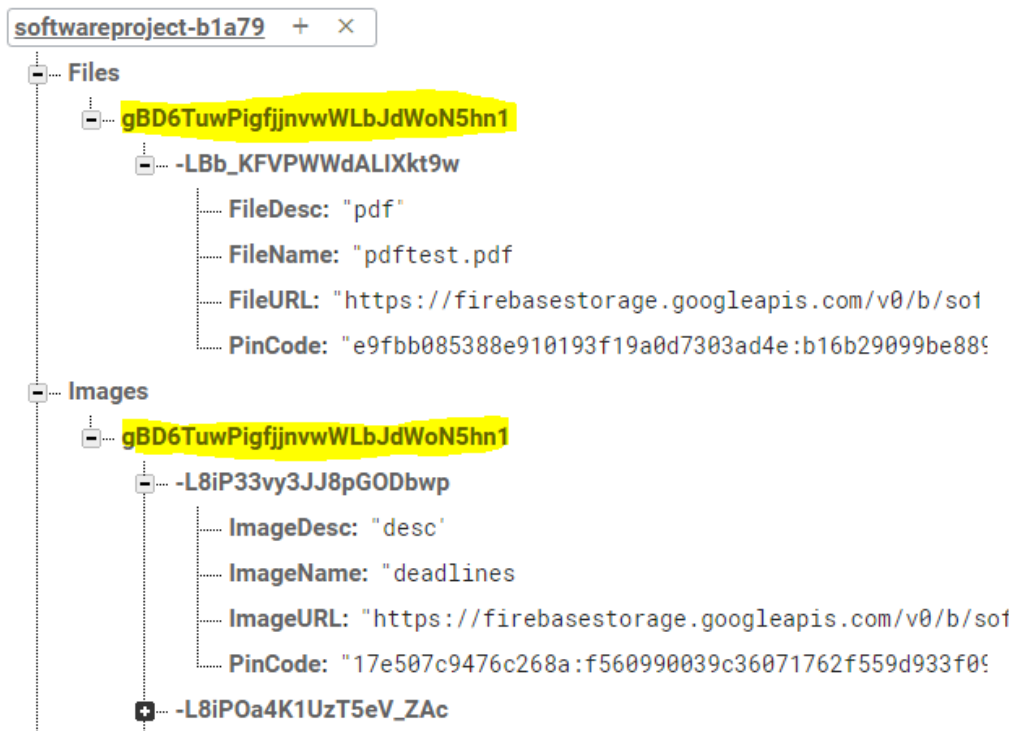 softwareproject-b1a79 + ×
Files
gBD6TuwPigfjjnvwWLbJdWoN5hn1
-LBb_KFVPWWdALIXkt9w
FileDesc: "pdf"
FileName: "pdftest.pdf
FileURL: "https://firebasestorage.googleapis.com/v0/b/sof
PinCode: "e9fbb085388e910193f19a0d7303ad4e:b16b29099be889
Images
gBD6TuwPigfjjnvwWLbJdWoN5hn1
-L8iP33vy3JJ8pGODbwp
ImageDesc: "desc'
ImageName: "deadlines
ImageURL: "https://firebasestorage.googleapis.com/v0/b/sof
PinCode: "17e507c9476c268a:f560990039c36071762f559d933f09
-L8iPOa4K1UzT5eV_ZAc